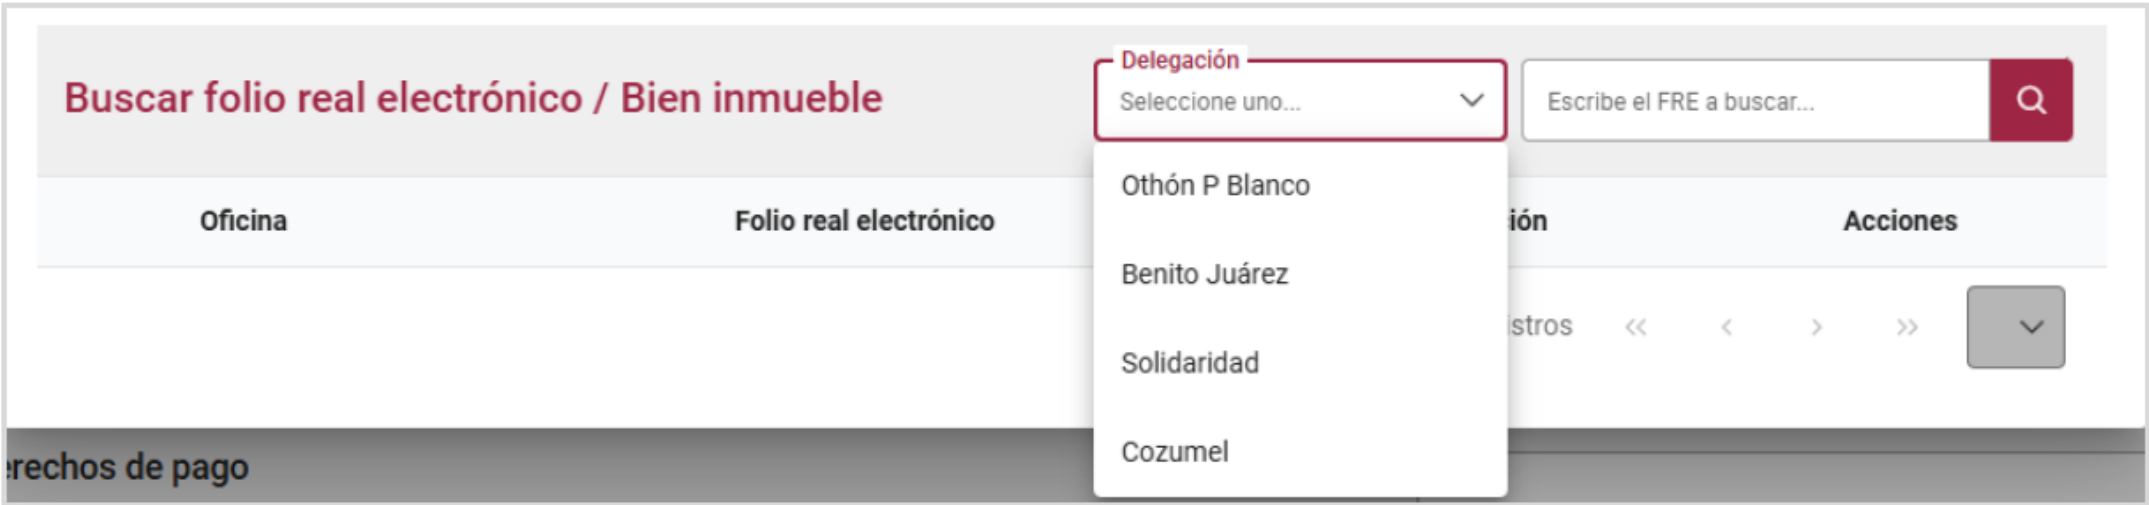 Delegación
Buscar folio real electrónico / Bien inmueble
Seleccione uno...
Escribe el FRE a buscar...
Othón P Blanco
Oficina
Folio real electrónico
ión
Acciones
Benito Juárez
istros
Solidaridad
Cozumel
erechos de pago